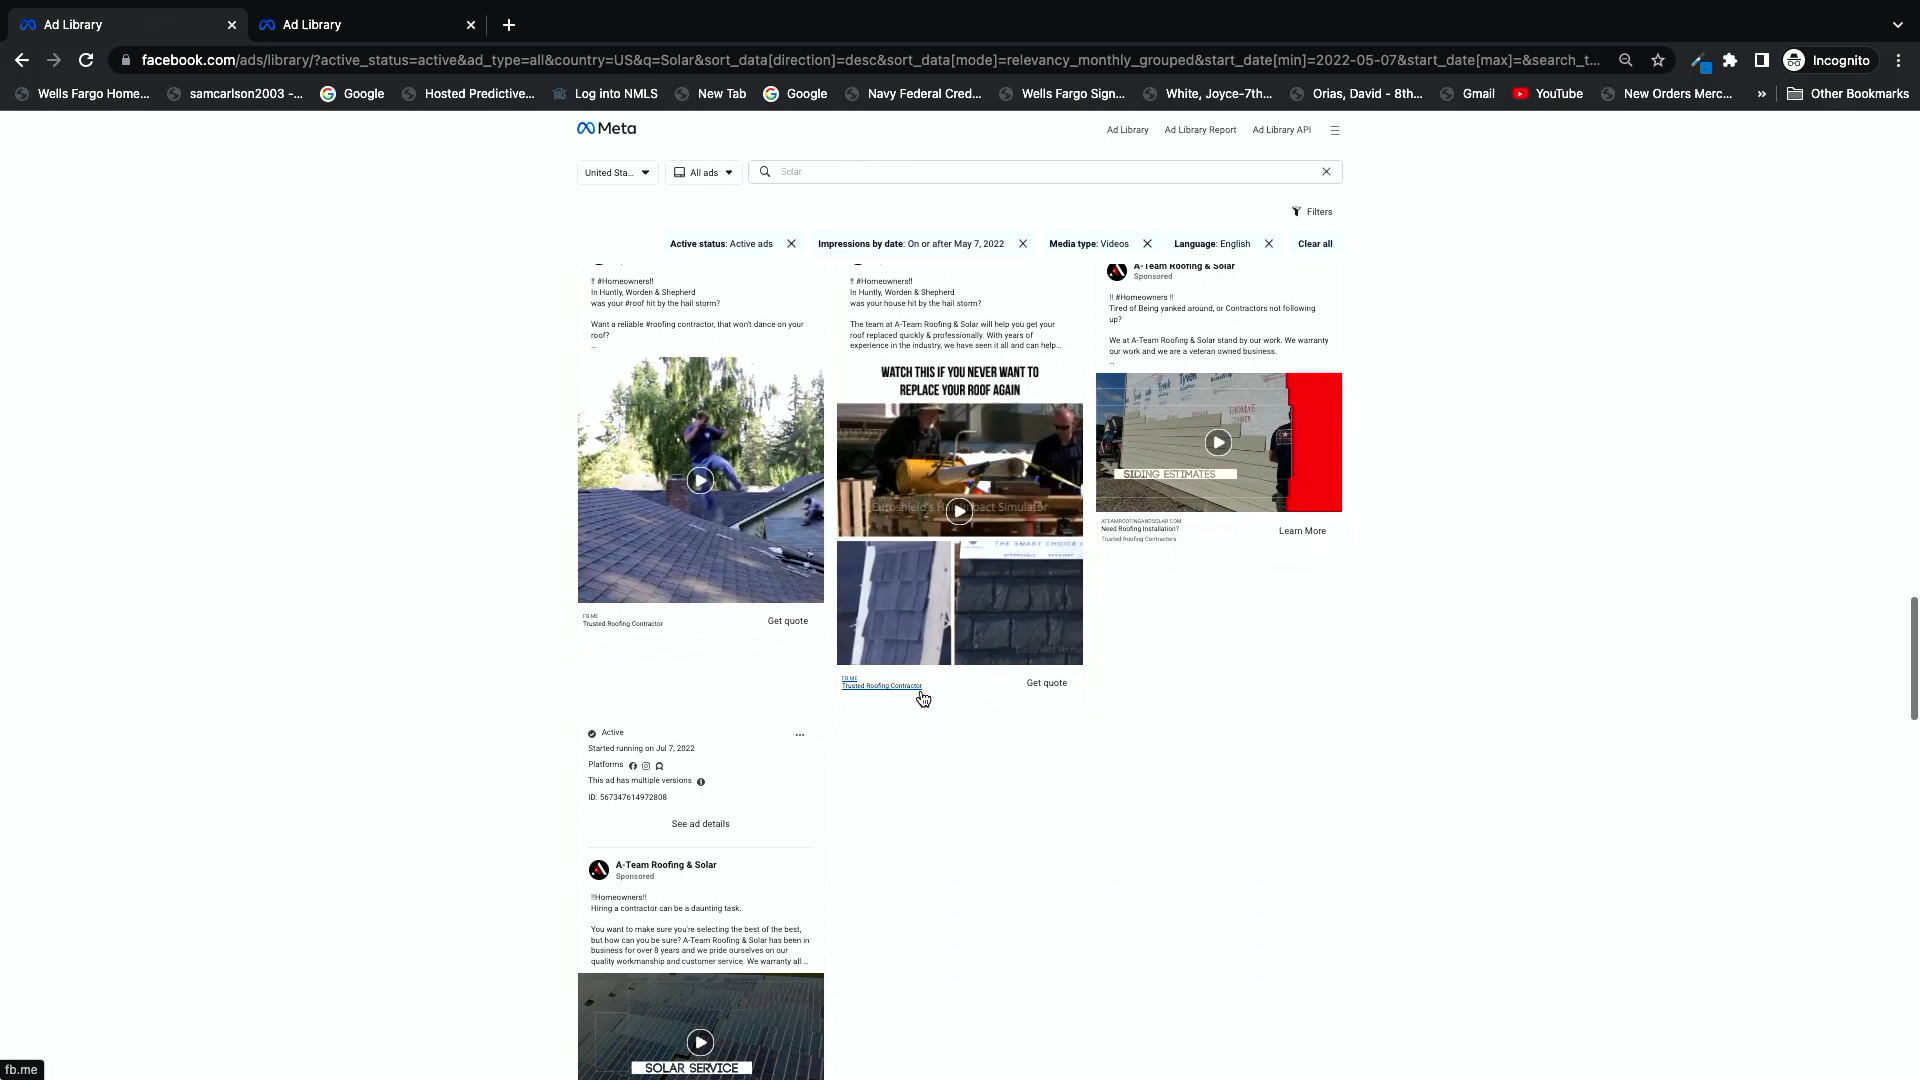 Ad Library
Ad Library
facebook.com/ads/library/?active_status=active&ad_type=all&country=US&q=Solar&sort_data[direction]=desc&sort_data[mode]=relevancy_monthly_grouped&start_date[min]=2022-05-07&start_date[max]=&search_t...
Incognito
Wells Fargo Home...
samcarlson2003 -...
Google
Hosted Predictive...
Log into NMLS
New Tab
Google
Navy Federal Cred...
Wells Fargo Sign...
White, Joyce-7th...
Orias, David - 8th...
Gmail
YouTube
New Orders Merc...
»
Other Bookmarks
Meta
Ad Library
Ad Library Report
Ad Library API
United Sta...
All ads
Solar
Filters
Active status: Active ads
Impressions by date: On or after May 7, 2022
Media type: Videos
Language: English
Clear all
!! #Homeowners!!
In Huntly, Worden & Shepherd
was your #roof hit by the hail storm?
Want a reliable #roofing contractor, that won't dance on your
roof?
...
FB.ME
Trusted Roofing Contractor
Get quote
!! #Homeowners!!
In Huntly, Worden & Shepherd
was your house hit by the hail storm?
The team at A-Team Roofing & Solar will help you get your
roof replaced quickly & professionally. With years of
experience in the industry, we have seen it all and can help...
WATCH THIS IF YOU NEVER WANT TO
REPLACE YOUR ROOF AGAIN
Euroshield's Hail Impact Simulator
THE SMART CHOICE
FB.ME
Trusted Roofing Contractor
Get quote
A-Team Roofing & Solar
Sponsored
!! #Homeowners !!
Tired of Being yanked around, or Contractors not following
up?
We at A-Team Roofing & Solar stand by our work. We warranty
our work and we are a veteran owned business.
...
Tyvek
THOMAE
LUMBER
SIDING ESTIMATES
ATEAMROOFINGANDSOLAR.COM
Need Roofing Installation?
Trusted Roofing Contractors
Learn More
Active
...
Started running on Jul 7, 2022
Platforms
This ad has multiple versions
ID: 567347614972808
See ad details
A-Team Roofing & Solar
Sponsored
!!Homeowners!!
Hiring a contractor can be a daunting task.
You want to make sure you're selecting the best of the best,
but how can you be sure? A-Team Roofing & Solar has been in
business for over 8 years and we pride ourselves on our
quality workmanship and customer service. We warranty all ...
SOLAR SERVICE
fb.me